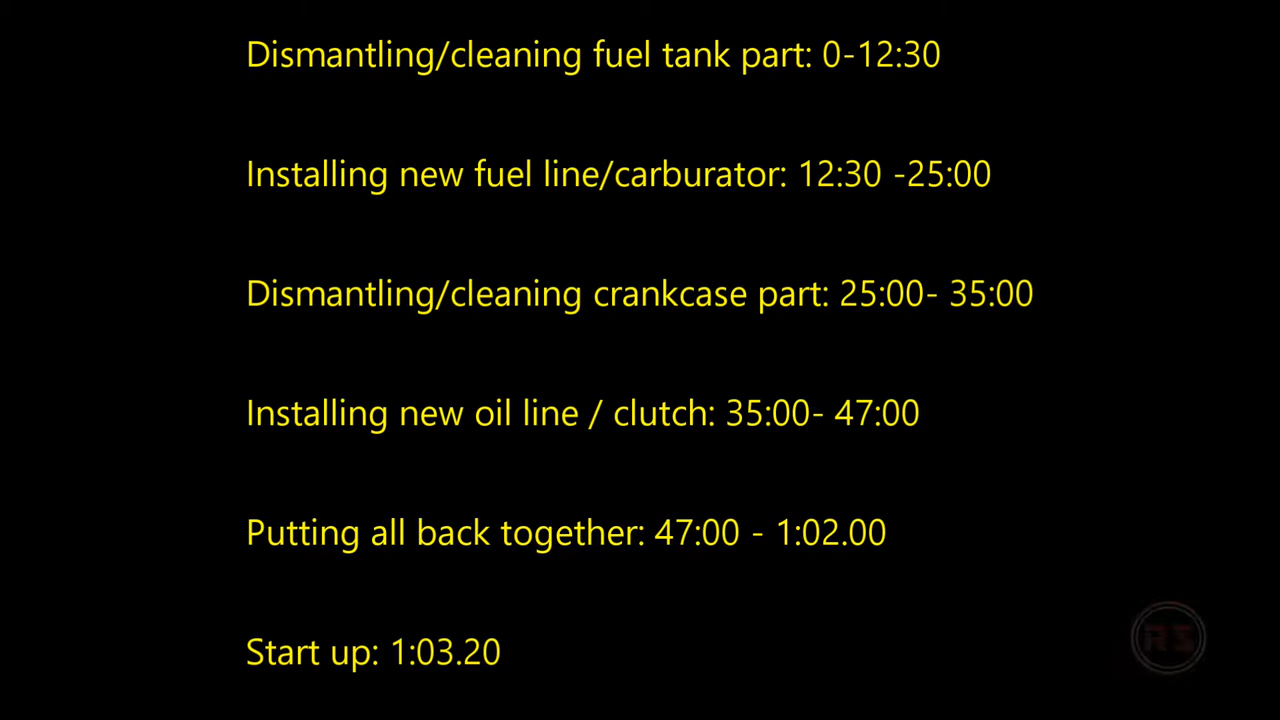 Dismantling/cleaning fuel tank part: 0-12:30
Installing new fuel line/carburator: 12:30 -25:00
Dismantling/cleaning crankcase part: 25:00- 35:00
Installing new oil line / clutch: 35:00- 47:00
Putting all back together: 47:00 - 1:02.00
Start up: 1:03.20